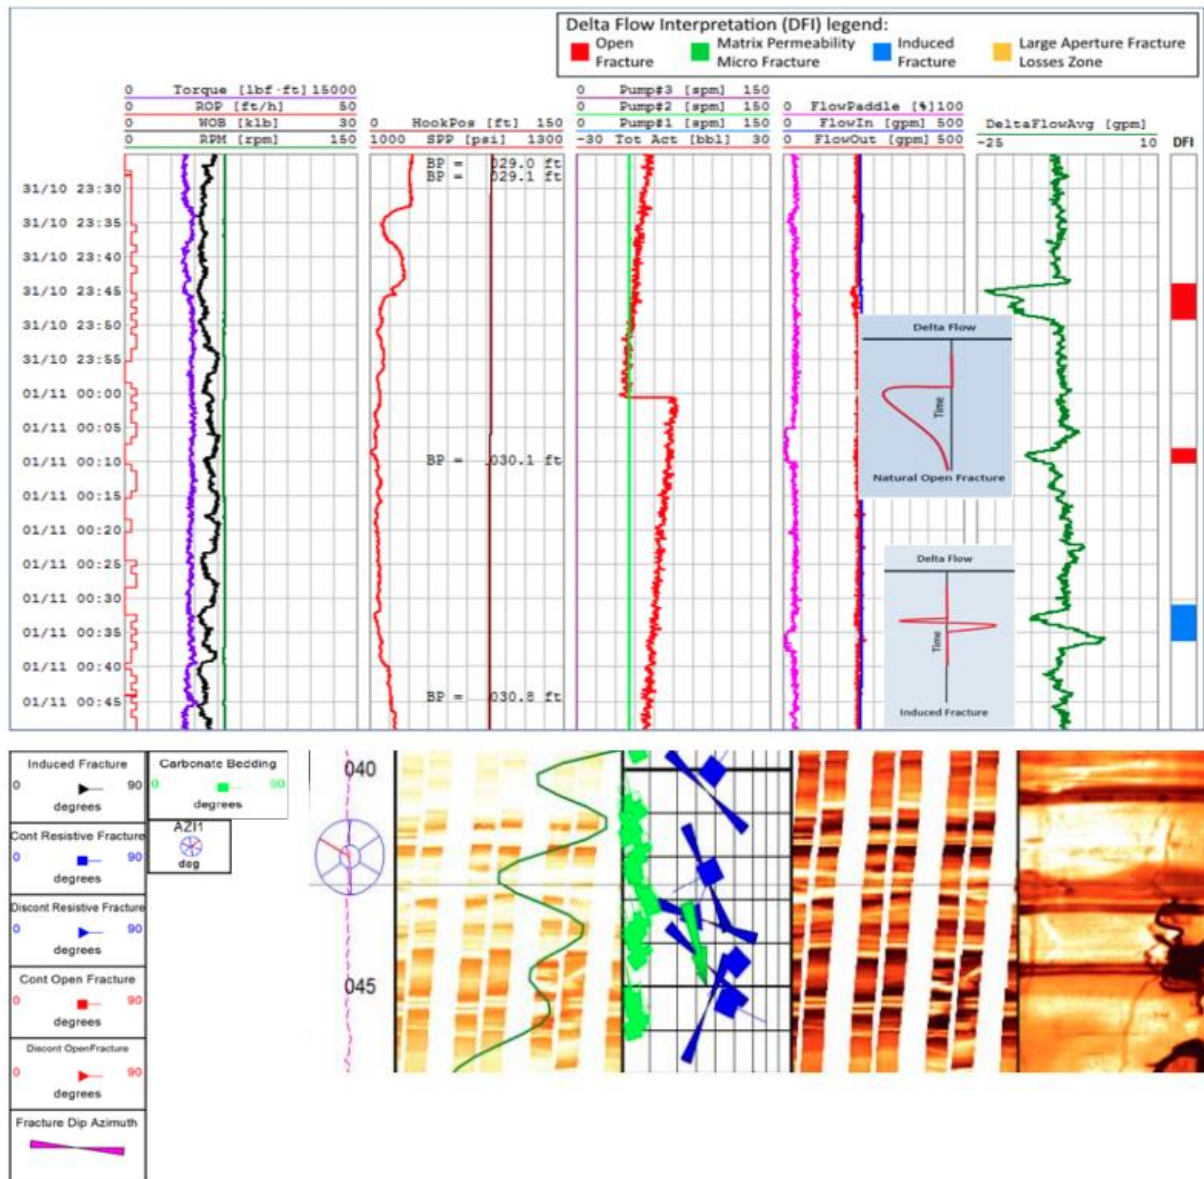 Delta Flow Interpretation (DFI) legend:
Open Fracture
Matrix Permeability Micro Fracture
Induced Fracture
Large Aperture Fracture Losses Zone
0 Torque [lbf·ft] 15000
0 ROP [ft/h] 50
0 WOB [klb] 30
0 RPM [rpm] 150
0 HookPos [ft] 150
1000 SPP [psi] 1300
0 Pump#3 [spm] 150
0 Pump#2 [spm] 150
0 Pump#1 [spm] 150
-30 Tot Act [bbl] 30
0 FlowPaddle [%] 100
0 FlowIn [gpm] 500
0 FlowOut [gpm] 500
DeltaFlowAvg [gpm]
-25 10
DFI
BP = 029.0 ft
BP = 029.1 ft
31/10 23:30
31/10 23:35
31/10 23:40
31/10 23:45
31/10 23:50
31/10 23:55
01/11 00:00
01/11 00:05
01/11 00:10
BP = 030.1 ft
01/11 00:15
01/11 00:20
01/11 00:25
01/11 00:30
01/11 00:35
01/11 00:40
01/11 00:45
BP = 030.8 ft
Delta Flow
Time
Natural Open Fracture
Delta Flow
Time
Induced Fracture
Induced Fracture
0 90
degrees
Carbonate Bedding
0 90
degrees
Cont Resistive Fracture
0 90
degrees
AZI1
deg
Discont Resistive Fracture
0 90
degrees
Cont Open Fracture
0 90
degrees
Discont OpenFracture
0 90
degrees
Fracture Dip Azimuth
040
045